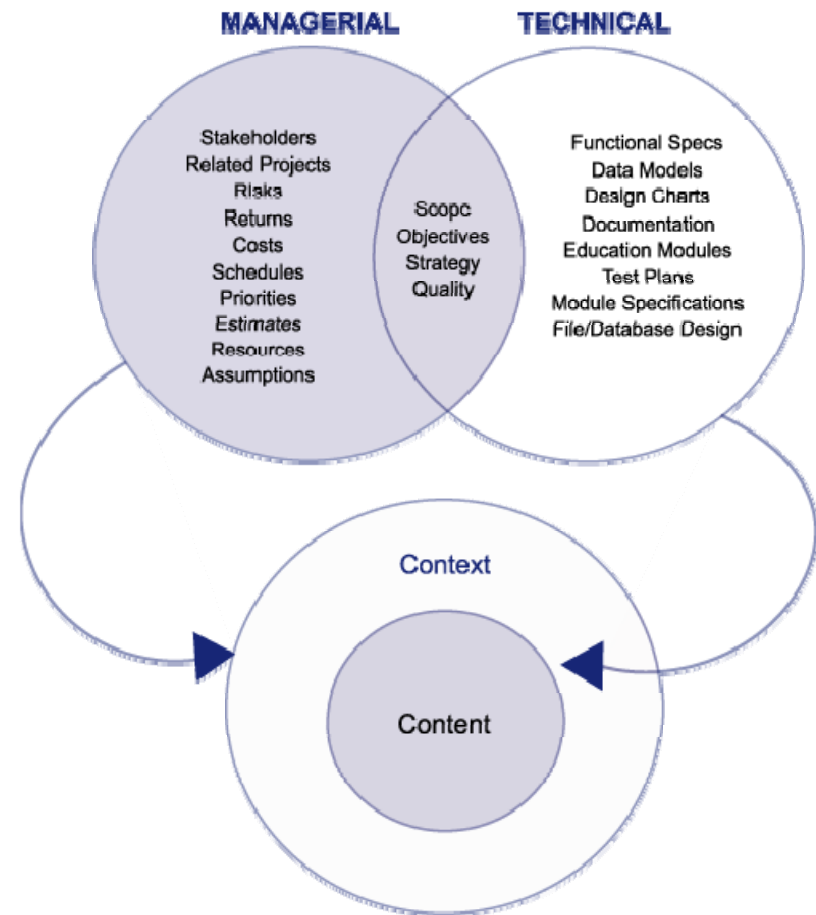 MANAGERIAL
TECHNICAL
Stakeholders
Related Projects
Risks
Returns
Costs
Schedules
Priorities
Estimates
Resources
Assumptions
Scope
Objectives
Strategy
Quality
Functional Specs
Data Models
Design Charts
Documentation
Education Modules
Test Plans
Module Specifications
File/Database Design
Context
Content